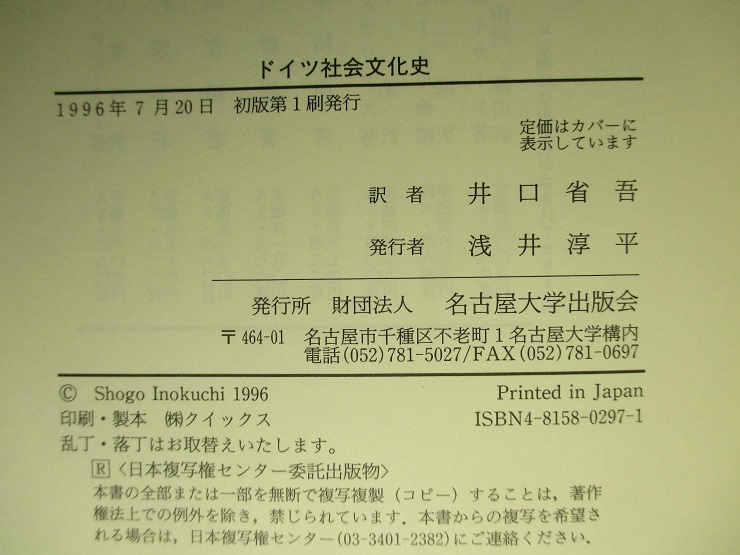 ドイツ社会文化史
1996年7月20日 初版第1刷発行
定価はカバーに
表示しています
訳者 井口省吾
発行者 浅井淳平
発行所 財団法人 名古屋大学出版会
〒464-01 名古屋市千種区不老町1名古屋大学構内
電話(052)781-5027/FAX(052)781-0697
© Shogo Inokuchi 1996 Printed in Japan
印刷・製本 ㈱クイックス ISBN4-8158-0297-1
乱丁・落丁はお取替えいたします。
R〈日本複写権センター委託出版物〉
本書の全部または一部を無断で複写複製（コピー）することは，著作
権法上での例外を除き，禁じられています．本書からの複写を希望さ
れる場合は，日本複写権センター(03-3401-2382)にご連絡ください．